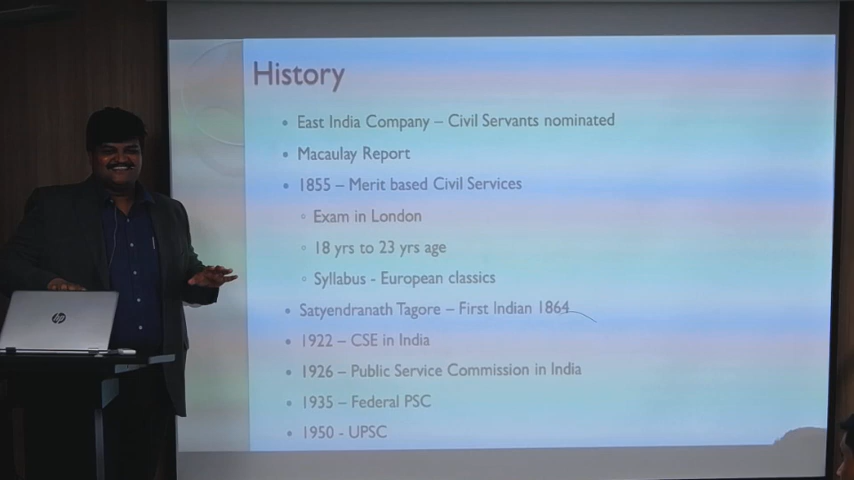 History
• East India Company – Civil Servants nominated
• Macaulay Report
• 1855 – Merit based Civil Services
◦ Exam in London
◦ 18 yrs to 23 yrs age
◦ Syllabus - European classics
• Satyendranath Tagore – First Indian 1864
• 1922 – CSE in India
• 1926 – Public Service Commission in India
• 1935 – Federal PSC
• 1950 - UPSC
hp